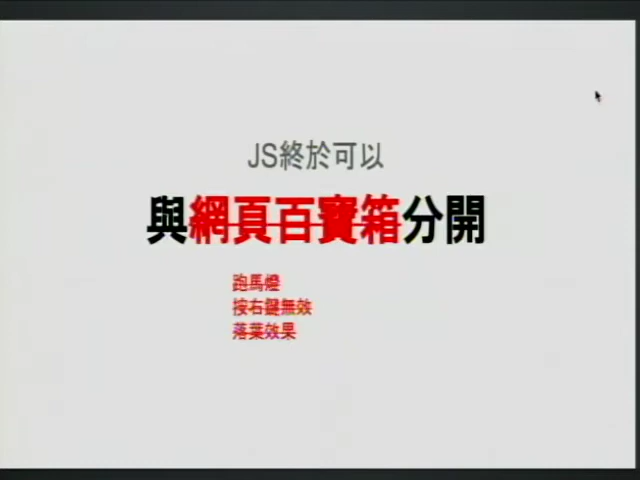 JS終於可以
與網頁百寶箱分開
跑馬燈
按右鍵無效
落葉效果